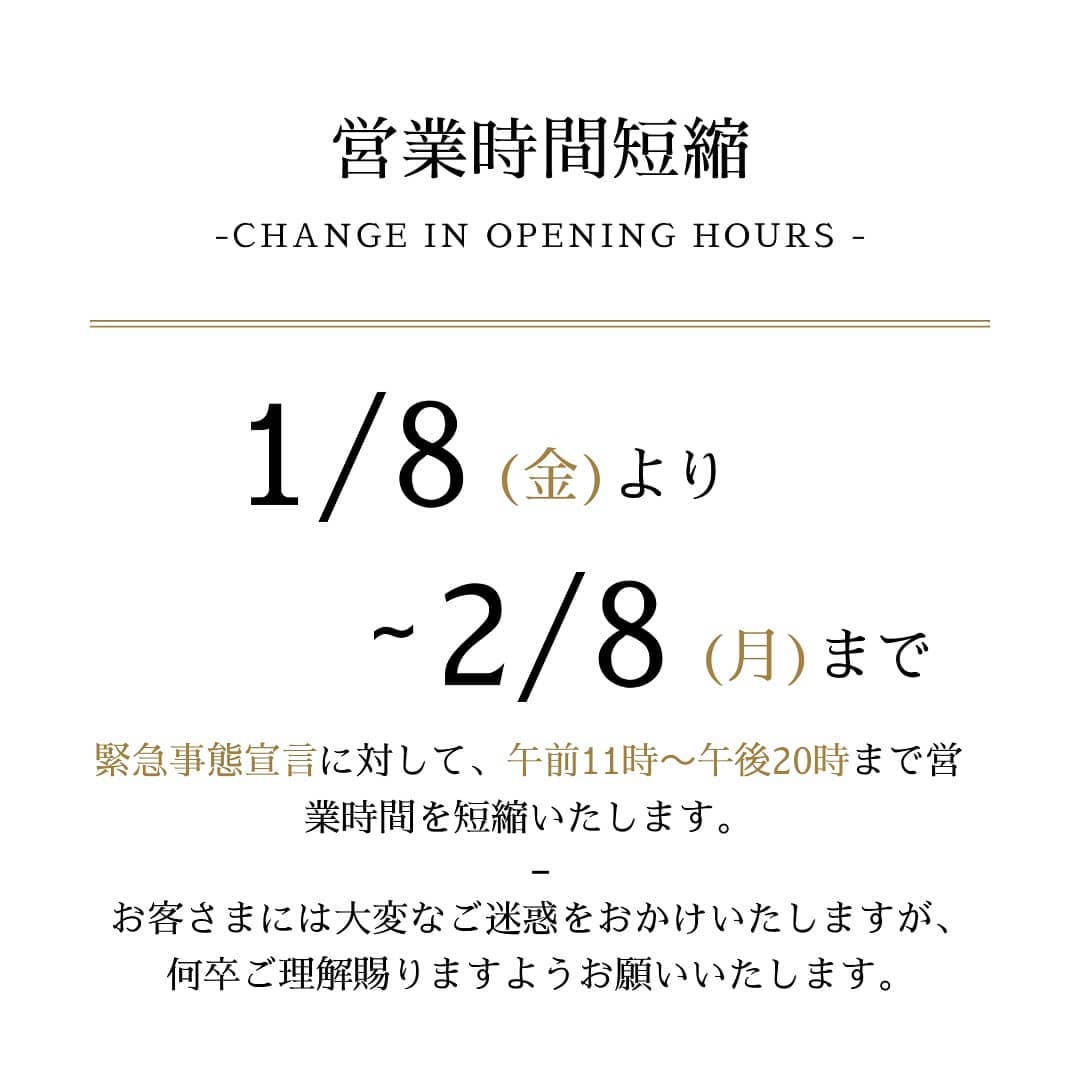 営業時間短縮
-CHANGE IN OPENING HOURS -
1/8 (金)より
~2/8 (月)まで
緊急事態宣言に対して、午前11時〜午後20時まで営
業時間を短縮いたします。
–
お客さまには大変なご迷惑をおかけいたしますが、
何卒ご理解賜りますようお願いいたします。